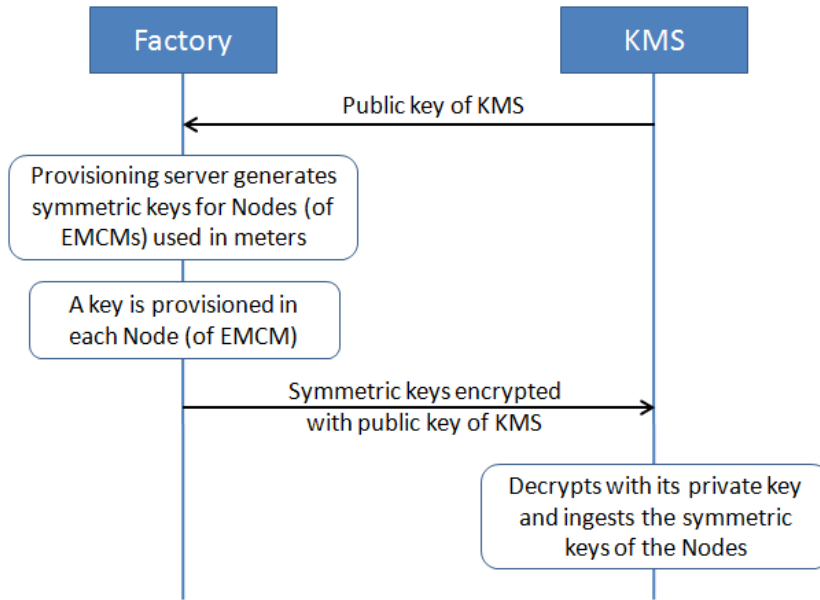 Factory
KMS
Public key of KMS
Provisioning server generates
symmetric keys for Nodes (of
EMCMs) used in meters
A key is provisioned in
each Node (of EMCM)
Symmetric keys encrypted
with public key of KMS
Decrypts with its private key
and ingests the symmetric
keys of the Nodes